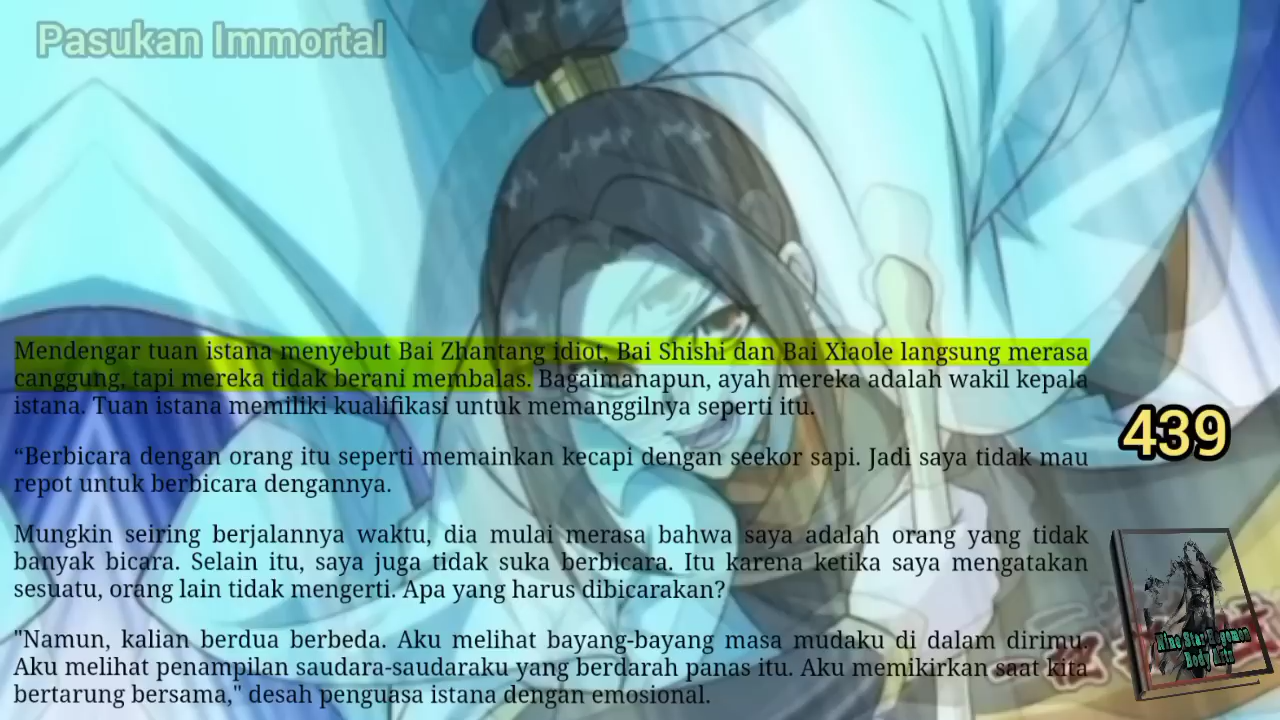 Pasukan Immortal
Mendengar tuan istana menyebut Bai Zhantang idiot, Bai Shishi dan Bai Xiaole langsung merasa
canggung, tapi mereka tidak berani membalas. Bagaimanapun, ayah mereka adalah wakil kepala
istana. Tuan istana memiliki kualifikasi untuk memanggilnya seperti itu.
“Berbicara dengan orang itu seperti memainkan kecapi dengan seekor sapi. Jadi saya tidak mau
repot untuk berbicara dengannya.
Mungkin seiring berjalannya waktu, dia mulai merasa bahwa saya adalah orang yang tidak
banyak bicara. Selain itu, saya juga tidak suka berbicara. Itu karena ketika saya mengatakan
sesuatu, orang lain tidak mengerti. Apa yang harus dibicarakan?
"Namun, kalian berdua berbeda. Aku melihat bayang-bayang masa mudaku di dalam dirimu.
Aku melihat penampilan saudara-saudaraku yang berdarah panas itu. Aku memikirkan saat kita
bertarung bersama," desah penguasa istana dengan emosional.
439
Nine Star Hegemon
Body Arts